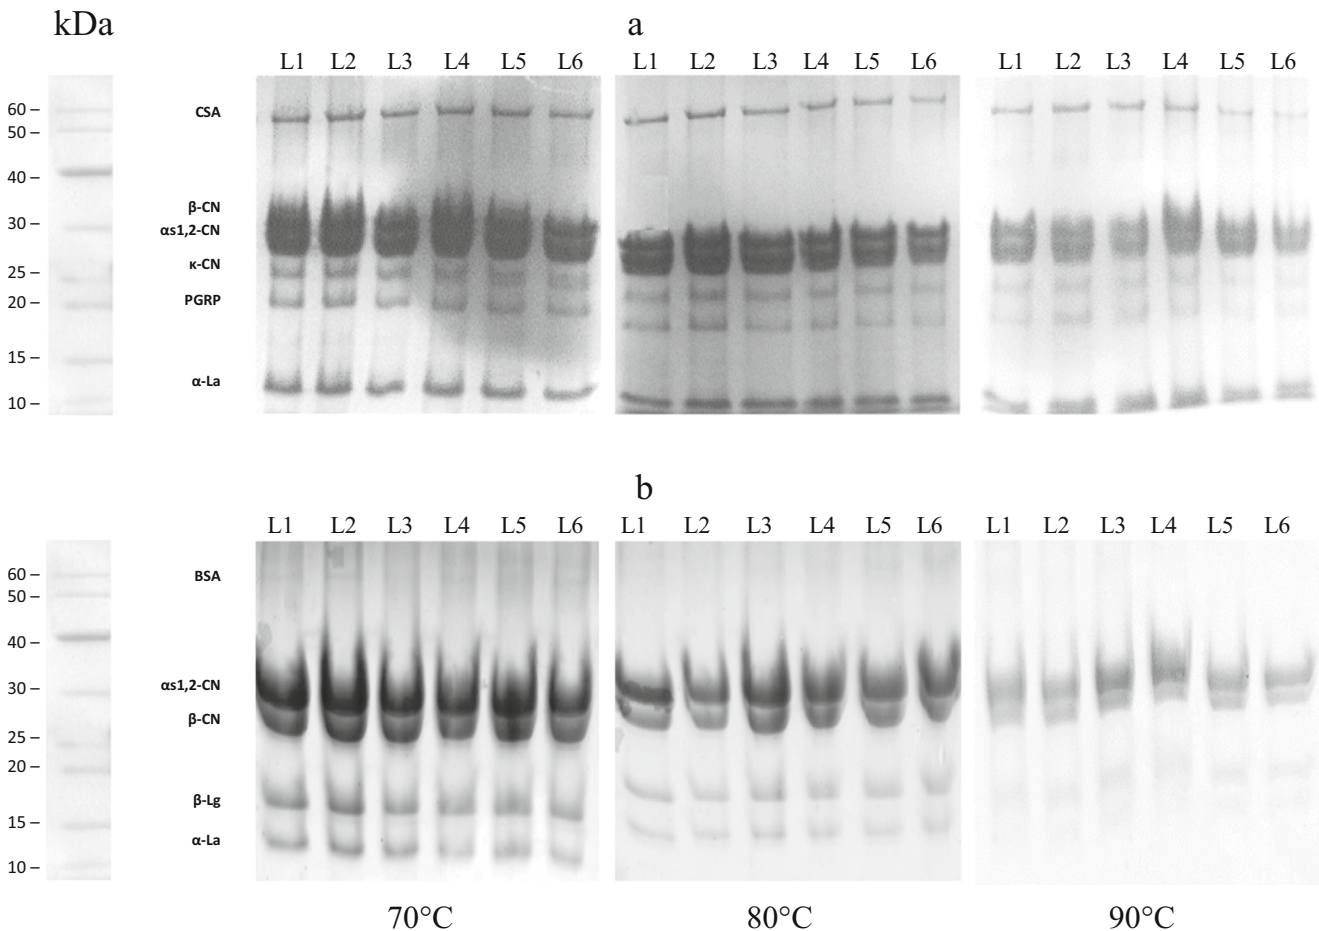 kDa
a
L1 L2 L3 L4 L5 L6
L1 L2 L3 L4 L5 L6
L1 L2 L3 L4 L5 L6
60 –
50 –
40 –
30 –
25 –
20 –
15 –
10 –
CSA
β-CN
αs1,2-CN
κ-CN
PGRP
α-La
b
L1 L2 L3 L4 L5 L6
L1 L2 L3 L4 L5 L6
L1 L2 L3 L4 L5 L6
60 –
50 –
40 –
30 –
25 –
20 –
15 –
10 –
BSA
αs1,2-CN
β-CN
β-Lg
α-La
70°C 80°C 90°C